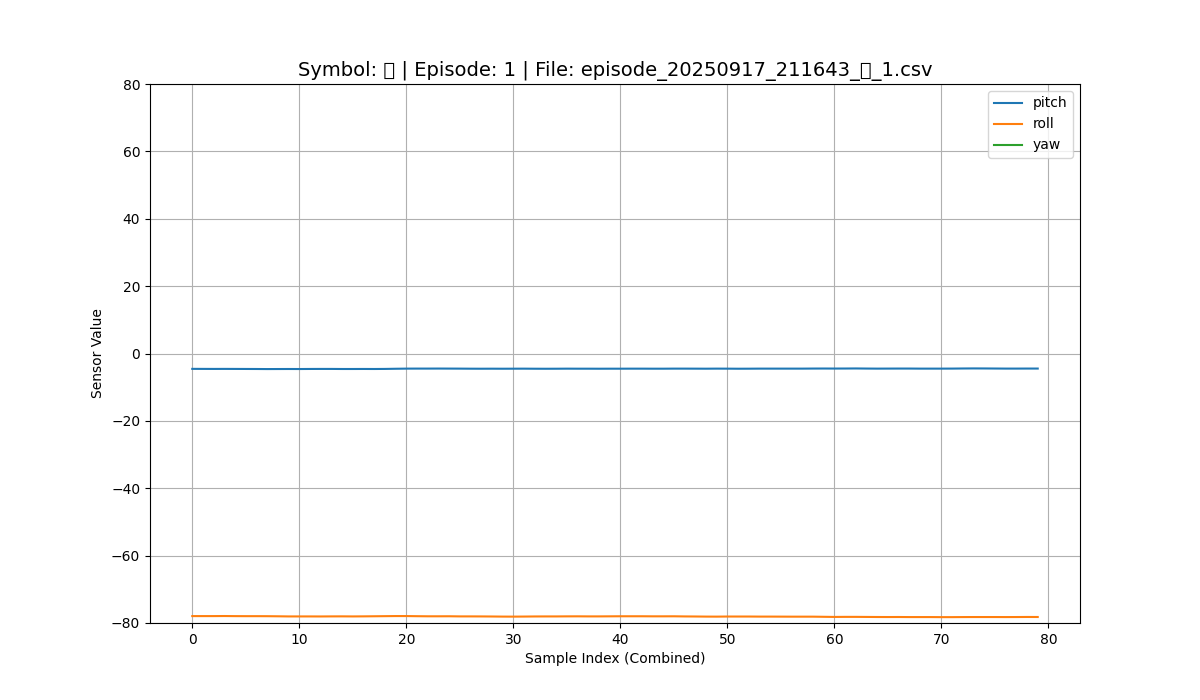 Symbol: | Episode: 1 | File: episode_20250917_211643_▯_1.csv
80
60
40
20
0
−20
−40
−60
−80
Sensor Value
pitch
roll
yaw
0 10 20 30 40 50 60 70 80
Sample Index (Combined)